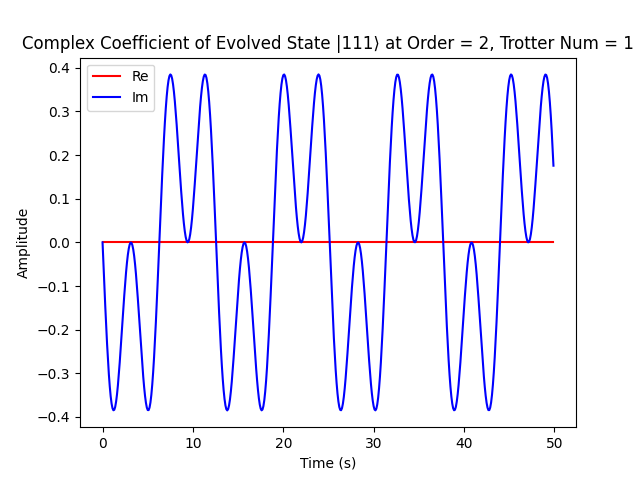 Complex Coefficient of Evolved State |111⟩ at Order = 2, Trotter Num = 1
Re
Im
0.4
0.3
0.2
0.1
0.0
−0.1
−0.2
−0.3
−0.4
Amplitude
0 10 20 30 40 50
Time (s)